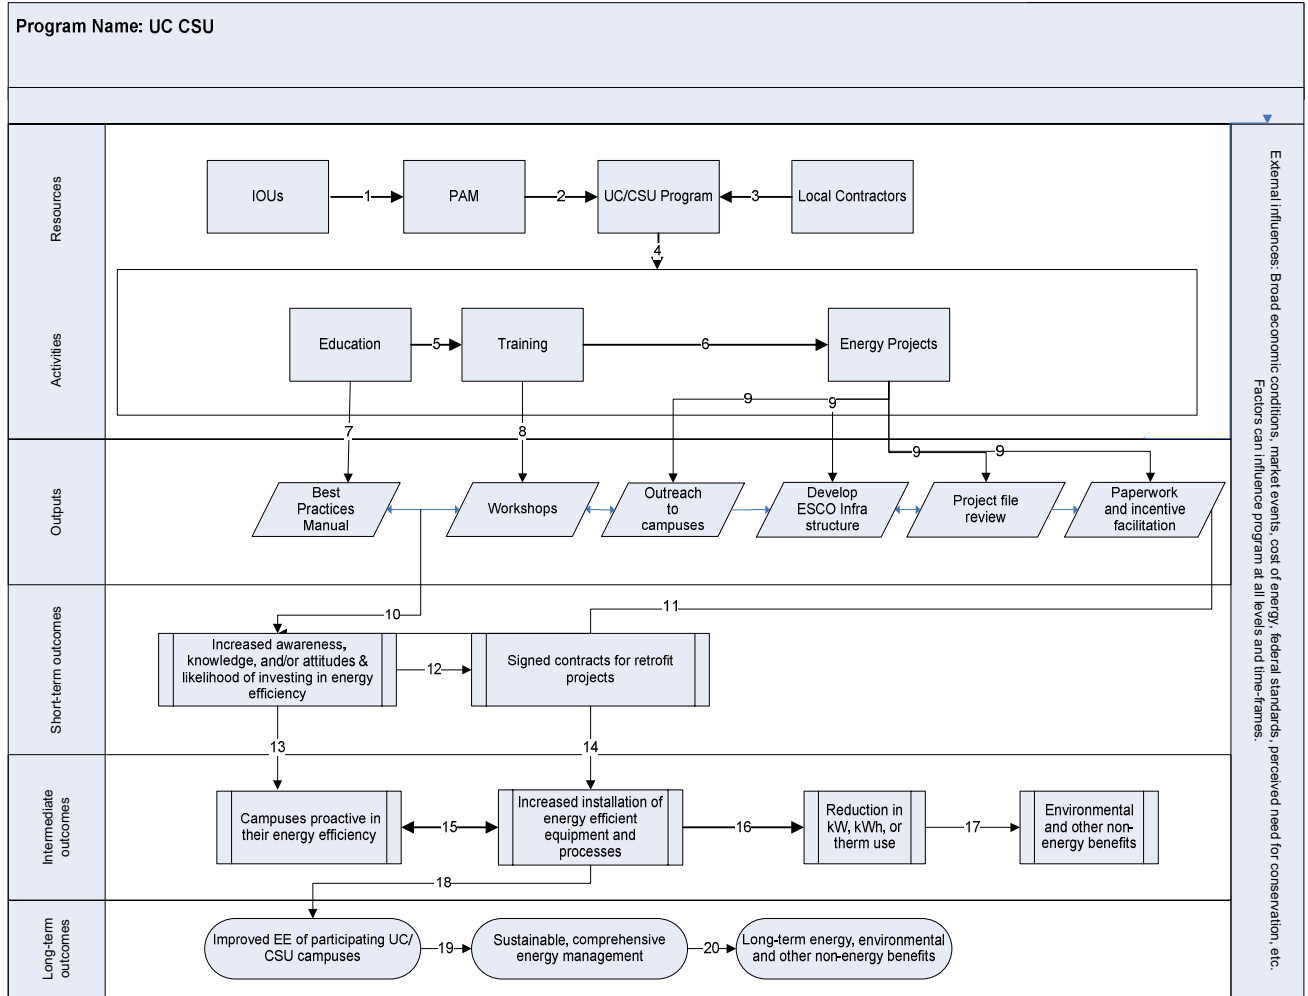 Program Name: UC CSU
Resources
IOUs
1
PAM
2
UC/CSU Program
3
Local Contractors
4
Activities
Education
5
Training
6
Energy Projects
7
8
9
9
9
9
Outputs
Best
Practices
Manual
Workshops
Outreach
to
campuses
Develop
ESCO Infra
structure
Project file
review
Paperwork
and incentive
facilitation
10
11
Short-term outcomes
Increased awareness,
knowledge, and/or attitudes &
likelihood of investing in energy
efficiency
12
Signed contracts for retrofit
projects
13
14
Intermediate
outcomes
Campuses proactive in
their energy efficiency
15
Increased installation of
energy efficient
equipment and
processes
16
Reduction in
kW, kWh, or
therm use
17
Environmental
and other non-
energy benefits
18
Long-term
outcomes
Improved EE of participating UC/
CSU campuses
19
Sustainable, comprehensive
energy management
20
Long-term energy, environmental
and other non-energy benefits
External influences: Broad economic conditions, market events, cost of energy, federal standards, perceived need for conservation, etc.
Factors can influence program at all levels and time-frames.